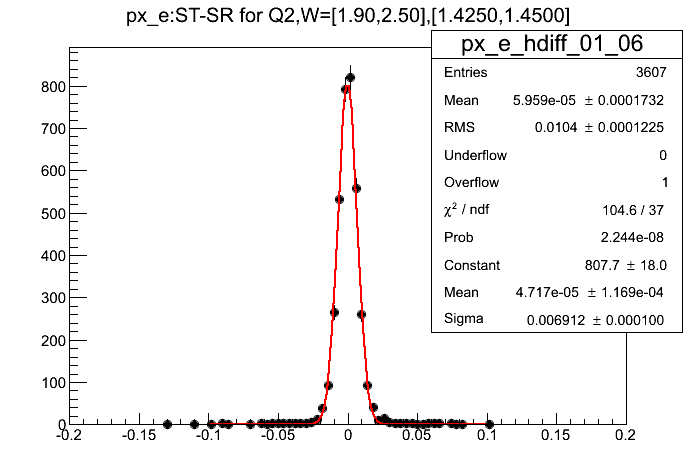 px_e:ST-SR for Q2,W=[1.90,2.50],[1.4250,1.4500]
px_e_hdiff_01_06
Entries 3607
Mean 5.959e-05 ± 0.0001732
RMS 0.0104 ± 0.0001225
Underflow 0
Overflow 1
χ² / ndf 104.6 / 37
Prob 2.244e-08
Constant 807.7 ± 18.0
Mean 4.717e-05 ± 1.169e-04
Sigma 0.006912 ± 0.000100
800
700
600
500
400
300
200
100
0
-0.2 -0.15 -0.1 -0.05 0 0.05 0.1 0.15 0.2